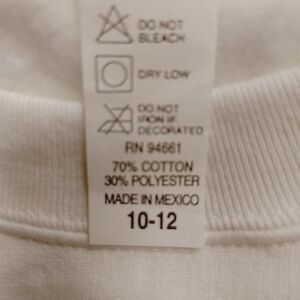 DO NOT
BLEACH
DRY LOW
DO NOT
IRON IF
DECORATED
RN 94661
70% COTTON
30% POLYESTER
MADE IN MEXICO
10-12